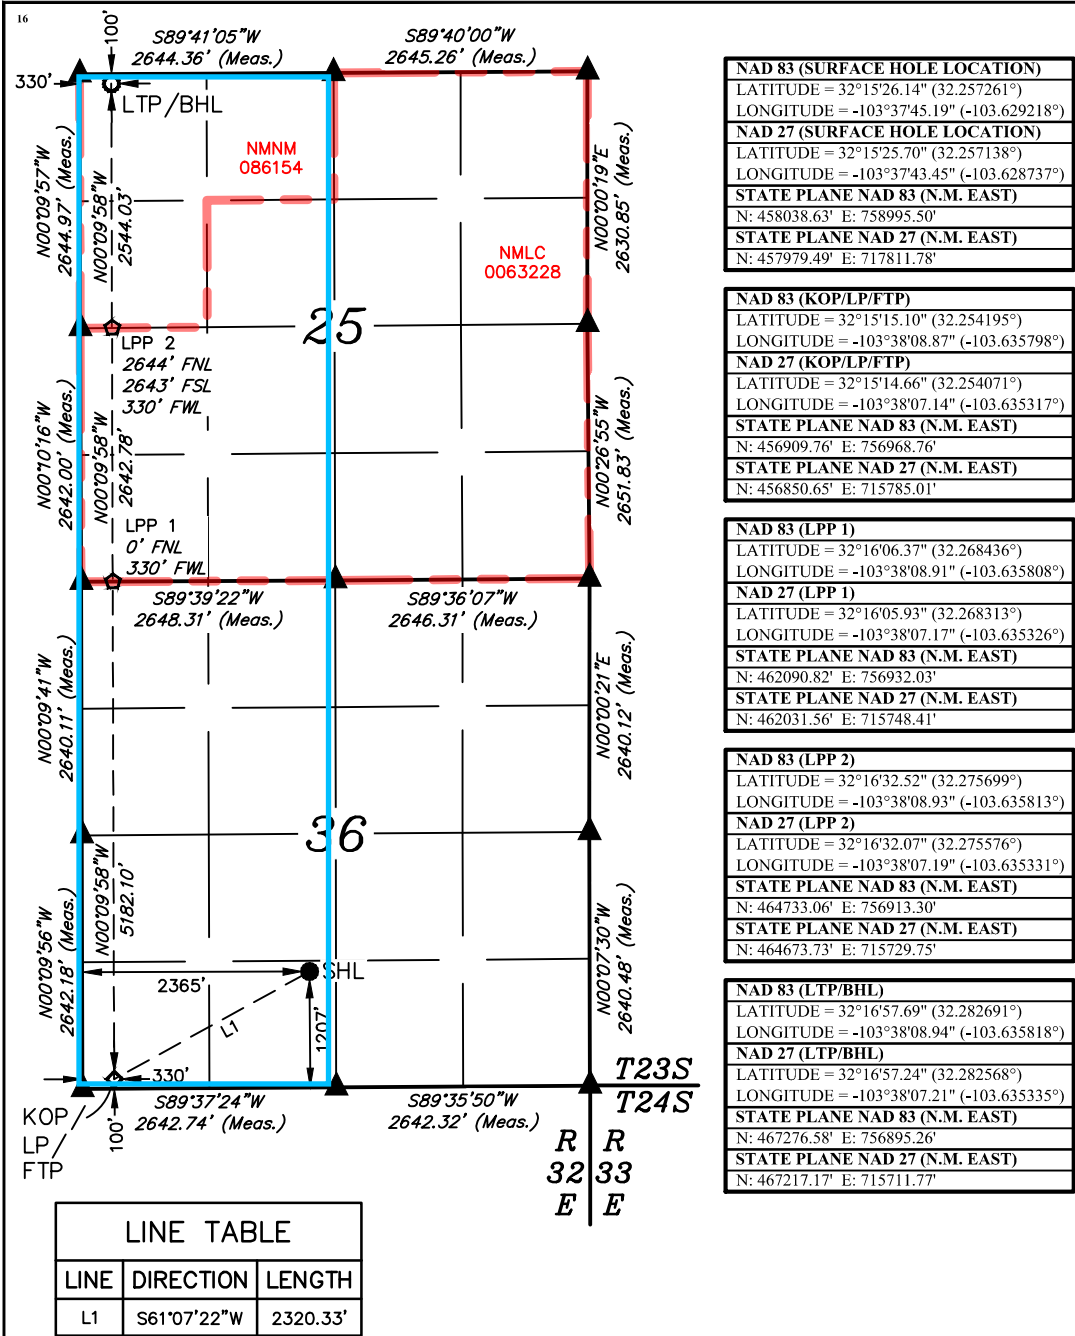 16
100'
S89°41'05"W
2644.36' (Meas.)
S89°40'00"W
2645.26' (Meas.)
330'
LTP/BHL
NMNM
086154
N00°09'57"W
2644.97' (Meas.)
N00°09'58"W
2544.03'
N00°00'19"E
2630.85' (Meas.)
NMLC
0063228
25
LPP 2
2644' FNL
2643' FSL
330' FWL
N00°10'16"W
2642.00' (Meas.)
N00°09'58"W
2642.78'
N00°26'55"W
2651.83' (Meas.)
LPP 1
0' FNL
330' FWL
S89°39'22"W
2648.31' (Meas.)
S89°36'07"W
2646.31' (Meas.)
N00°09'41"W
2640.11' (Meas.)
N00°00'21"E
2640.12' (Meas.)
36
N00°09'56"W
2642.18' (Meas.)
N00°09'58"W
5182.10'
N00°07'30"W
2640.48' (Meas.)
SHL
2365'
L1
1207'
330'
T23S
T24S
KOP
LP
FTP
100'
S89°37'24"W
2642.74' (Meas.)
S89°35'50"W
2642.32' (Meas.)
R R
32 33
E E
LINE TABLE
LINE DIRECTION LENGTH
L1 S61°07'22"W 2320.33'
NAD 83 (SURFACE HOLE LOCATION)
LATITUDE = 32°15'26.14" (32.257261°)
LONGITUDE = -103°37'45.19" (-103.629218°)
NAD 27 (SURFACE HOLE LOCATION)
LATITUDE = 32°15'25.70" (32.257138°)
LONGITUDE = -103°37'43.45" (-103.628737°)
STATE PLANE NAD 83 (N.M. EAST)
N: 458038.63' E: 758995.50'
STATE PLANE NAD 27 (N.M. EAST)
N: 457979.49' E: 717811.78'
NAD 83 (KOP/LP/FTP)
LATITUDE = 32°15'15.10" (32.254195°)
LONGITUDE = -103°38'08.87" (-103.635798°)
NAD 27 (KOP/LP/FTP)
LATITUDE = 32°15'14.66" (32.254071°)
LONGITUDE = -103°38'07.14" (-103.635317°)
STATE PLANE NAD 83 (N.M. EAST)
N: 456909.76' E: 756968.76'
STATE PLANE NAD 27 (N.M. EAST)
N: 456850.65' E: 715785.01'
NAD 83 (LPP 1)
LATITUDE = 32°16'06.37" (32.268436°)
LONGITUDE = -103°38'08.91" (-103.635808°)
NAD 27 (LPP 1)
LATITUDE = 32°16'05.93" (32.268313°)
LONGITUDE = -103°38'07.17" (-103.635326°)
STATE PLANE NAD 83 (N.M. EAST)
N: 462090.82' E: 756932.03'
STATE PLANE NAD 27 (N.M. EAST)
N: 462031.56' E: 715748.41'
NAD 83 (LPP 2)
LATITUDE = 32°16'32.52" (32.275699°)
LONGITUDE = -103°38'08.93" (-103.635813°)
NAD 27 (LPP 2)
LATITUDE = 32°16'32.07" (32.275576°)
LONGITUDE = -103°38'07.19" (-103.635331°)
STATE PLANE NAD 83 (N.M. EAST)
N: 464733.06' E: 756913.30'
STATE PLANE NAD 27 (N.M. EAST)
N: 464673.73' E: 715729.75'
NAD 83 (LTP/BHL)
LATITUDE = 32°16'57.69" (32.282691°)
LONGITUDE = -103°38'08.94" (-103.635818°)
NAD 27 (LTP/BHL)
LATITUDE = 32°16'57.24" (32.282568°)
LONGITUDE = -103°38'07.21" (-103.635335°)
STATE PLANE NAD 83 (N.M. EAST)
N: 467276.58' E: 756895.26'
STATE PLANE NAD 27 (N.M. EAST)
N: 467217.17' E: 715711.77'